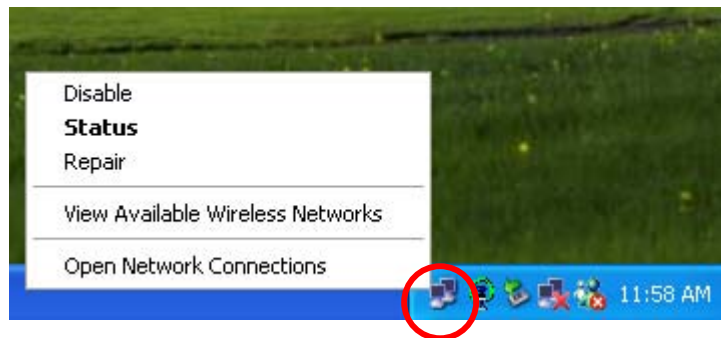 Disable
Status
Repair
View Available Wireless Networks
Open Network Connections
11:58 AM